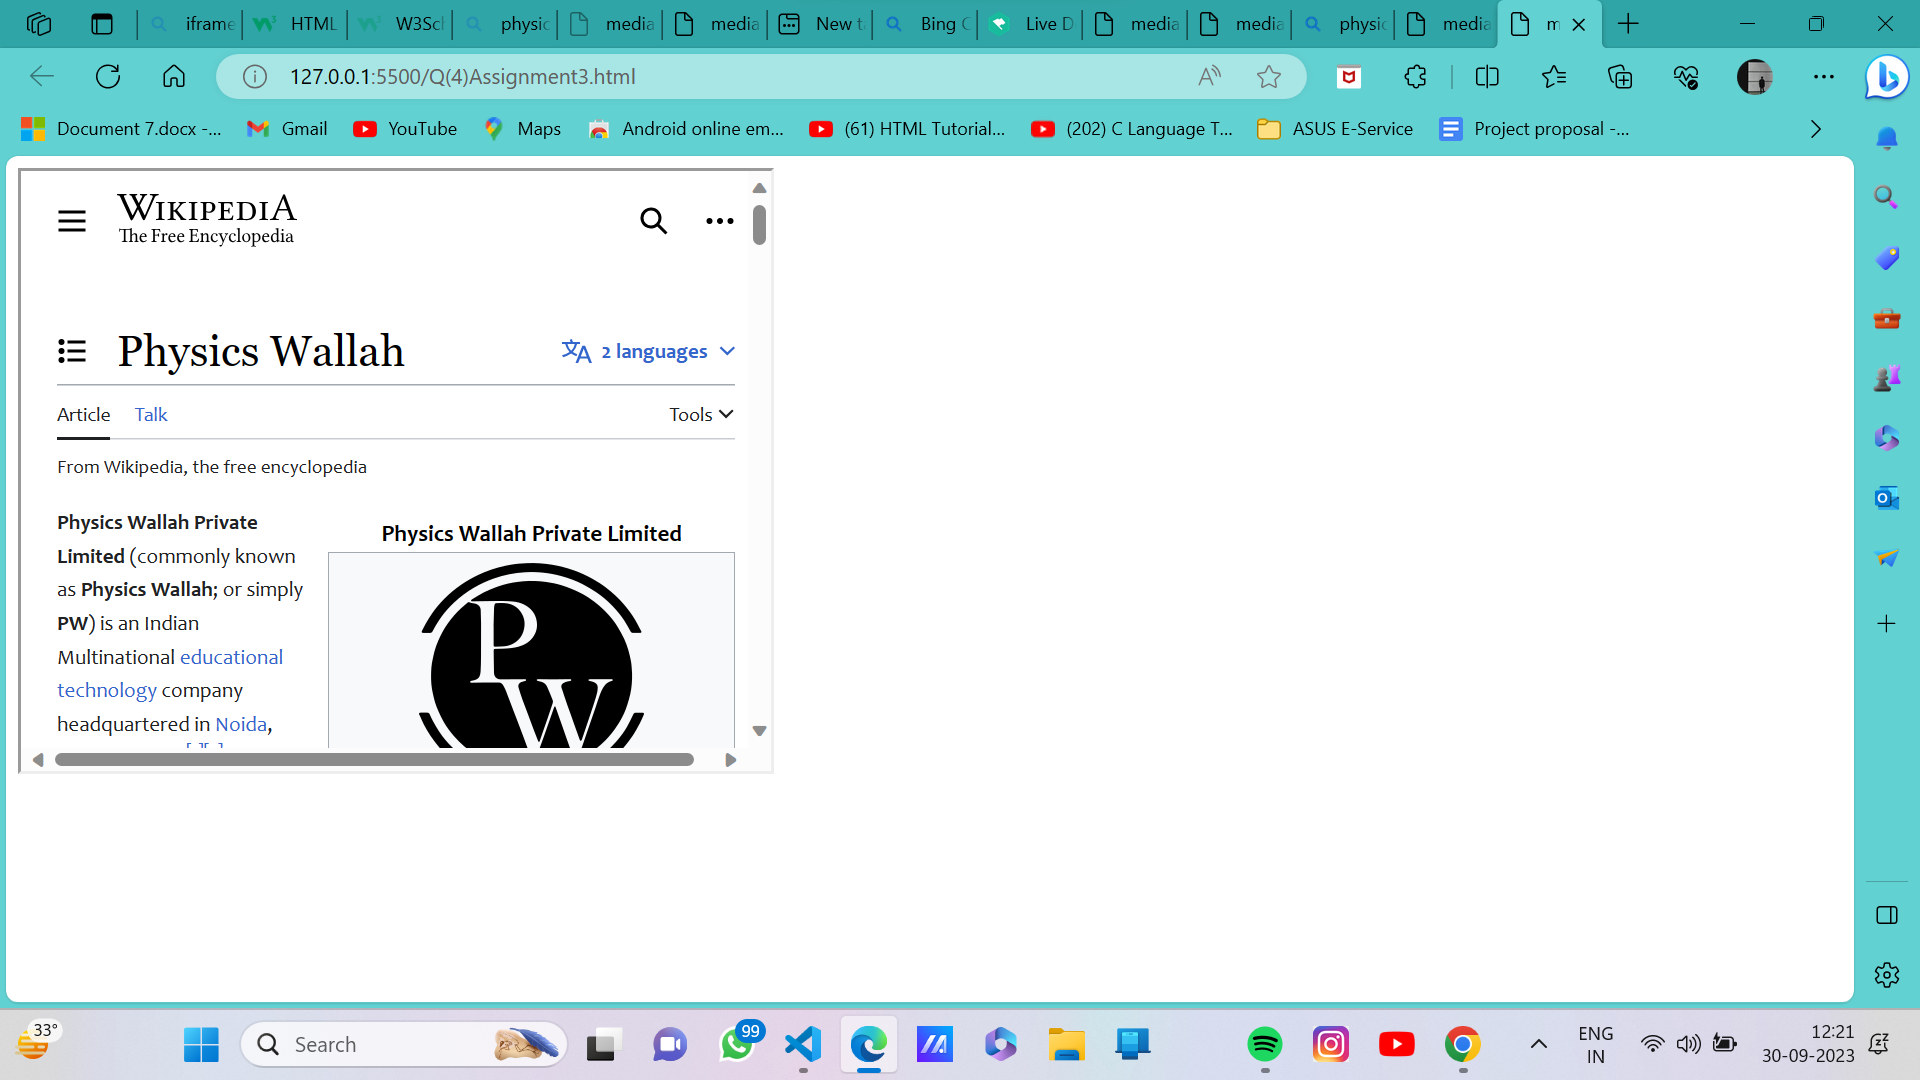 iframe
HTML
W3Sch
physic
media
media
New ta
Bing C
Live D
media
media
physic
media
m
127.0.0.1:5500/Q(4)Assignment3.html
Document 7.docx -...
Gmail
YouTube
Maps
Android online em...
(61) HTML Tutorial...
(202) C Language T...
ASUS E-Service
Project proposal -...
WIKIPEDIA
The Free Encyclopedia
Physics Wallah
2 languages
Article
Talk
Tools
From Wikipedia, the free encyclopedia
Physics Wallah Private
Limited (commonly known
as Physics Wallah; or simply
PW) is an Indian
Multinational educational
technology company
headquartered in Noida,
Physics Wallah Private Limited
P
W
33°
Search
99
ENG
IN
12:21
30-09-2023